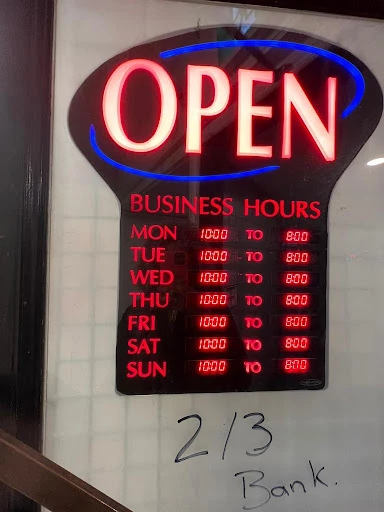 OPEN
BUSINESS HOURS
MON 10:00 TO 8:00
TUE 10:00 TO 8:00
WED 10:00 TO 8:00
THU 10:00 TO 8:00
FRI 10:00 TO 8:00
SAT 10:00 TO 8:00
SUN 10:00 TO 8:00
2/3
Bank.